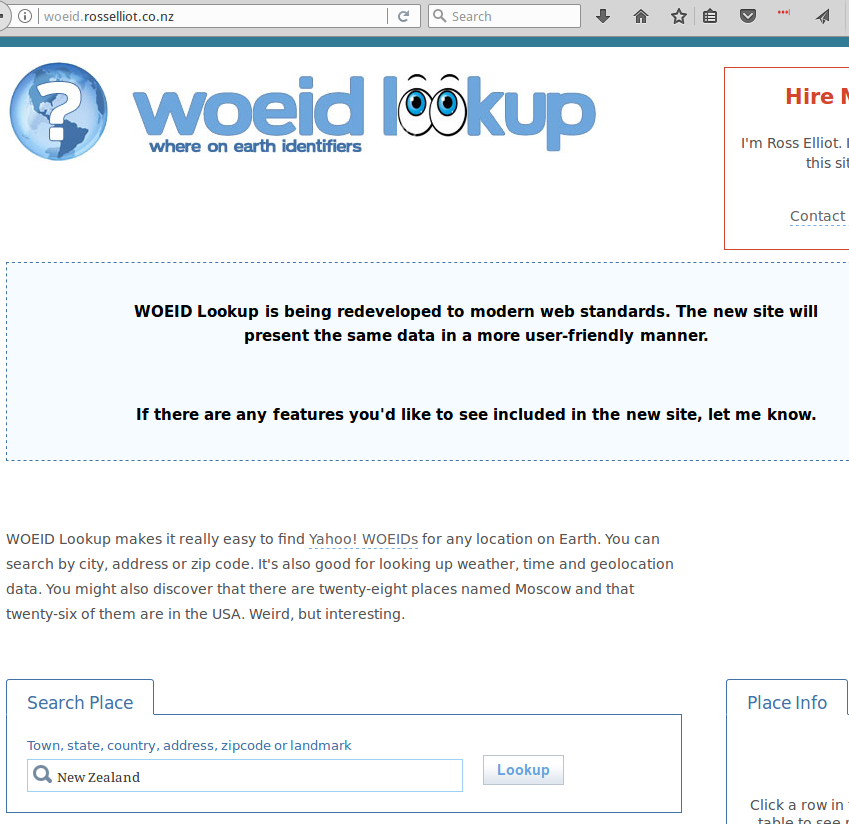 woeid.rosselliot.co.nz
Search
woeid lookup
where on earth identifiers
Hire
I'm Ross Elliot.
this
Contact
WOEID Lookup is being redeveloped to modern web standards. The new site will
present the same data in a more user-friendly manner.
If there are any features you'd like to see included in the new site, let me know.
WOEID Lookup makes it really easy to find Yahoo! WOEIDs for any location on Earth. You can
search by city, address or zip code. It's also good for looking up weather, time and geolocation
data. You might also discover that there are twenty-eight places named Moscow and that
twenty-six of them are in the USA. Weird, but interesting.
Search Place
Town, state, country, address, zipcode or landmark
New Zealand
Lookup
Place Info
Click a row in
table to see